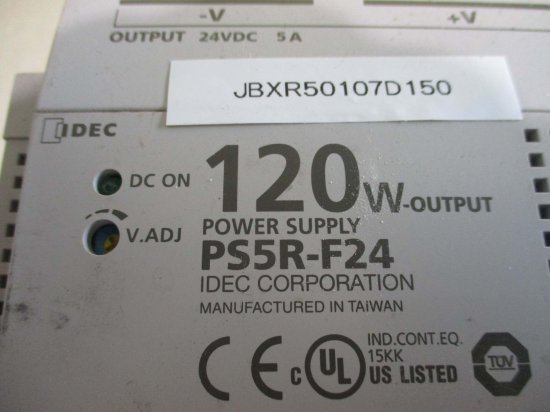 -V +V
OUTPUT 24VDC 5A
JBXR50107D150
IDEC
DC ON
120W-OUTPUT
V.ADJ
POWER SUPPLY
PS5R-F24
IDEC CORPORATION
MANUFACTURED IN TAIWAN
CE c UL US LISTED
IND.CONT.EQ.
15KK
TÜV